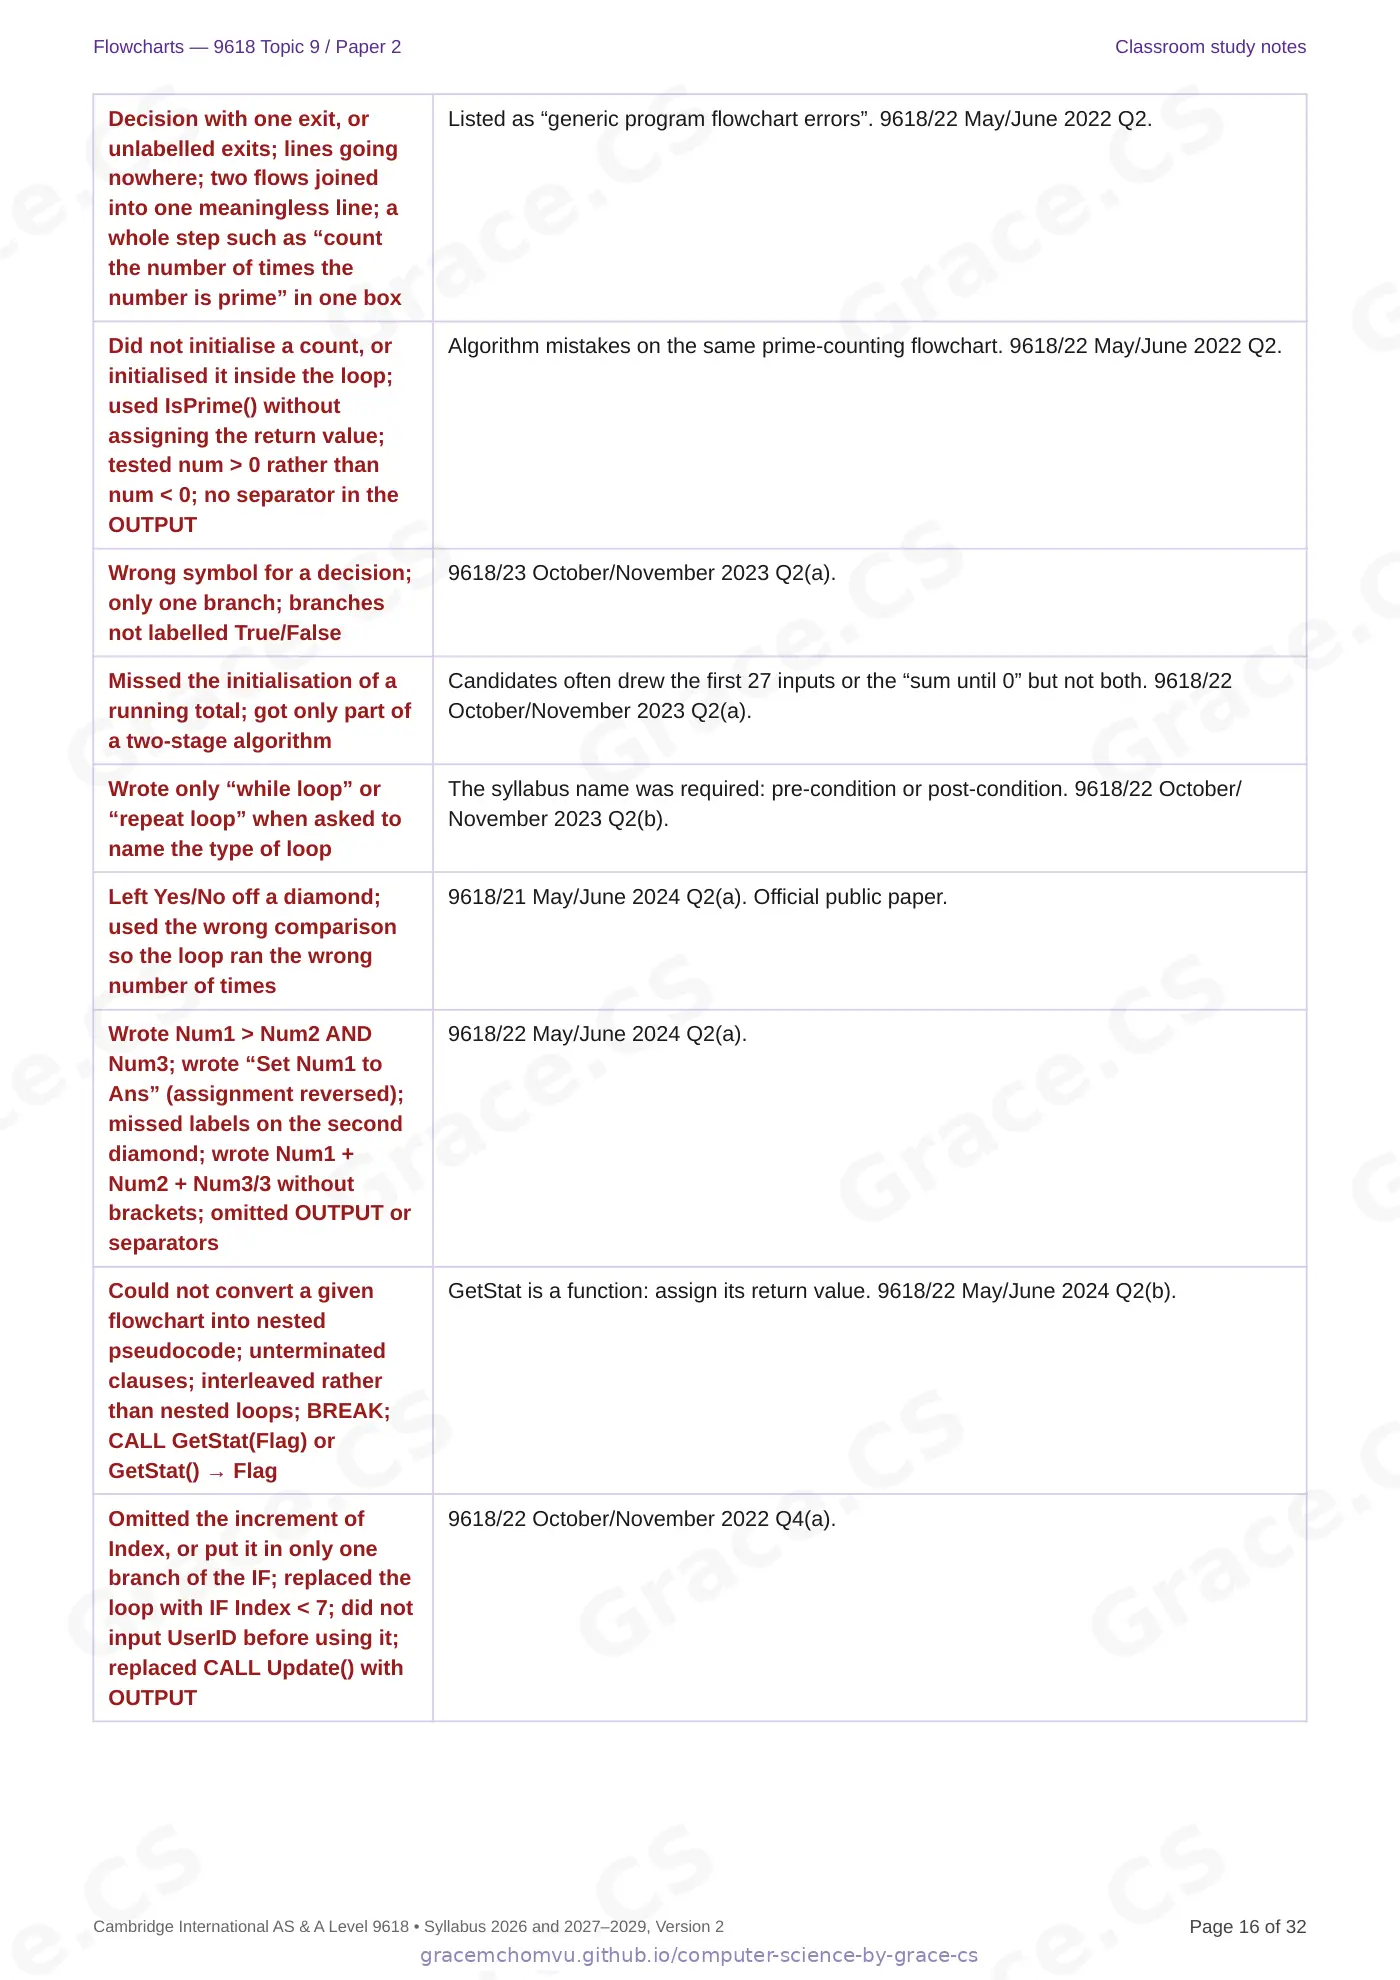 Flowcharts — 9618 Topic 9 / Paper 2
Classroom study notes
Decision with one exit, or
unlabelled exits; lines going
nowhere; two flows joined
into one meaningless line; a
whole step such as “count
the number of times the
number is prime” in one box
Listed as “generic program flowchart errors”. 9618/22 May/June 2022 Q2.
Did not initialise a count, or
initialised it inside the loop;
used IsPrime() without
assigning the return value;
tested num > 0 rather than
num < 0; no separator in the
OUTPUT
Algorithm mistakes on the same prime-counting flowchart. 9618/22 May/June 2022 Q2.
Wrong symbol for a decision;
only one branch; branches
not labelled True/False
9618/23 October/November 2023 Q2(a).
Missed the initialisation of a
running total; got only part of
a two-stage algorithm
Candidates often drew the first 27 inputs or the “sum until 0” but not both. 9618/22
October/November 2023 Q2(a).
Wrote only “while loop” or
“repeat loop” when asked to
name the type of loop
The syllabus name was required: pre-condition or post-condition. 9618/22 October/
November 2023 Q2(b).
Left Yes/No off a diamond;
used the wrong comparison
so the loop ran the wrong
number of times
9618/21 May/June 2024 Q2(a). Official public paper.
Wrote Num1 > Num2 AND
Num3; wrote “Set Num1 to
Ans” (assignment reversed);
missed labels on the second
diamond; wrote Num1 +
Num2 + Num3/3 without
brackets; omitted OUTPUT or
separators
9618/22 May/June 2024 Q2(a).
Could not convert a given
flowchart into nested
pseudocode; unterminated
clauses; interleaved rather
than nested loops; BREAK;
CALL GetStat(Flag) or
GetStat() → Flag
GetStat is a function: assign its return value. 9618/22 May/June 2024 Q2(b).
Omitted the increment of
Index, or put it in only one
branch of the IF; replaced the
loop with IF Index < 7; did not
input UserID before using it;
replaced CALL Update() with
OUTPUT
9618/22 October/November 2022 Q4(a).
Cambridge International AS & A Level 9618 • Syllabus 2026 and 2027–2029, Version 2
Page 16 of 32
gracemchomvu.github.io/computer-science-by-grace-cs